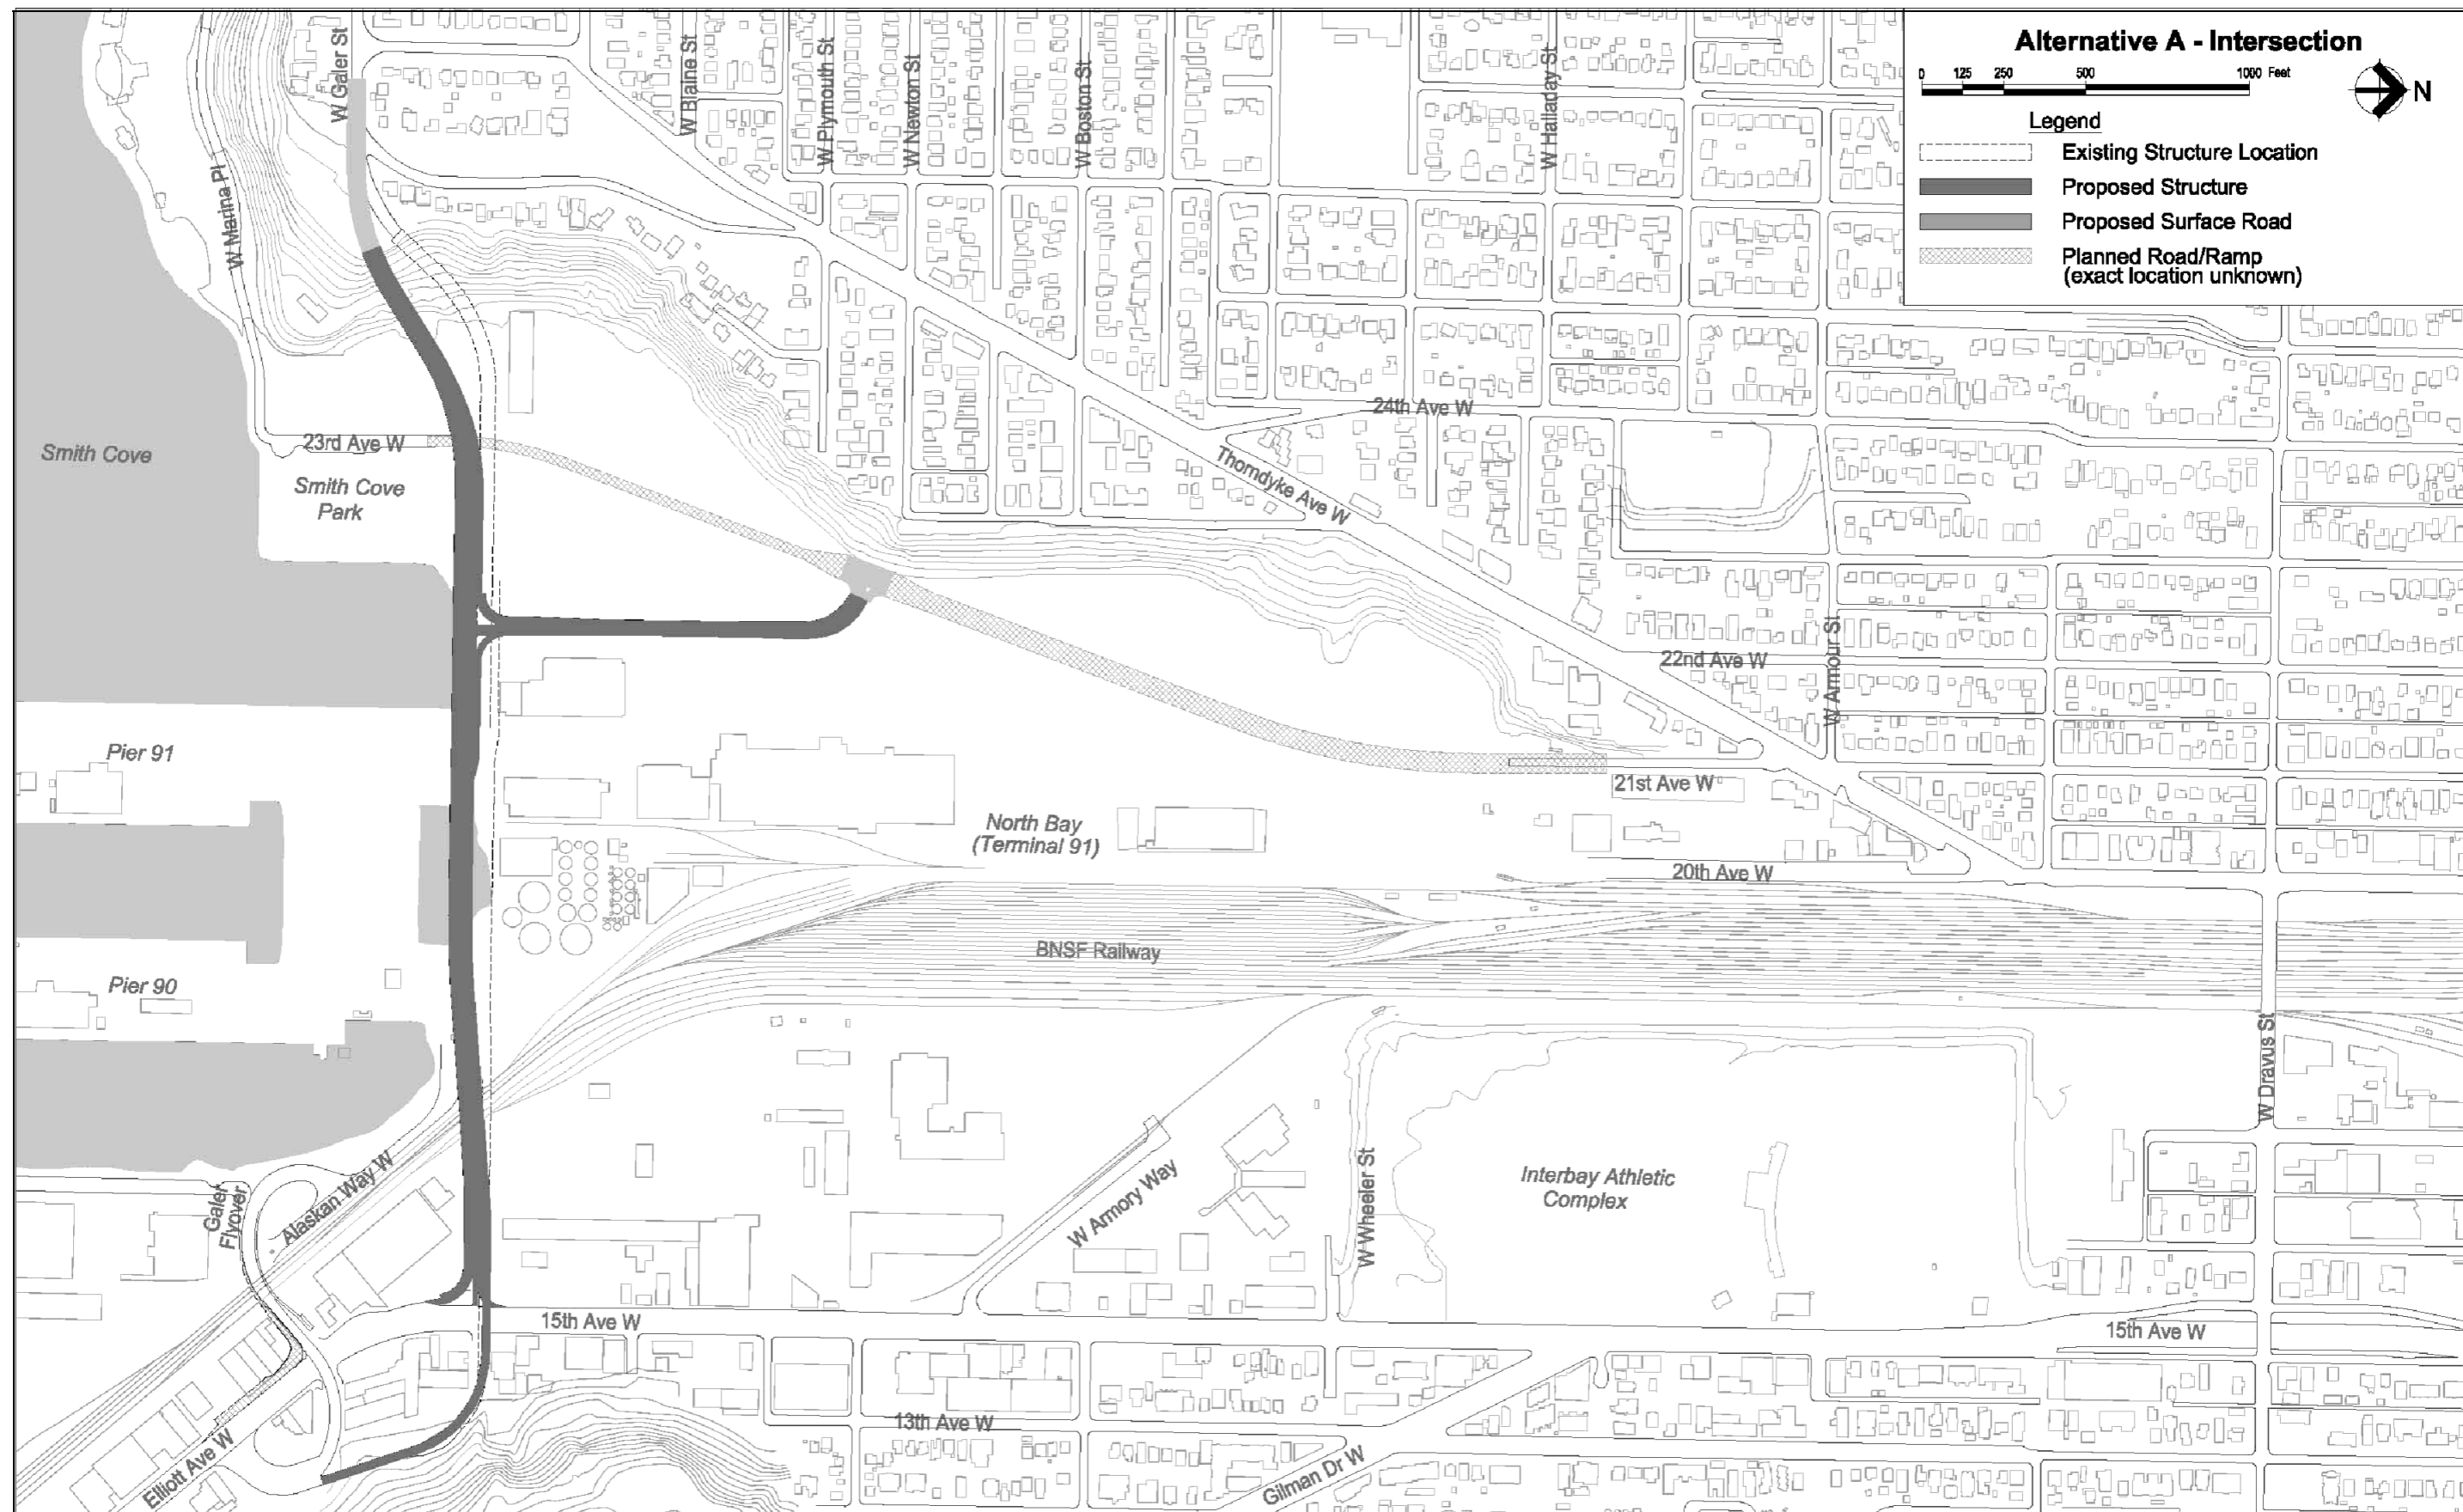 Alternative A - Intersection
0 125 250 500 1000 Feet
N
Legend
Existing Structure Location
Proposed Structure
Proposed Surface Road
Planned Road/Ramp
(exact location unknown)
W Galer St
W Blaine St
W Plymouth St
W Newton St
W Boston St
W Halladay St
W Marina Pl
24th Ave W
23rd Ave W
Smith Cove
Smith Cove
Park
Thorndyke Ave W
22nd Ave W
W Armour St
Pier 91
21st Ave W
North Bay
(Terminal 91)
20th Ave W
BNSF Railway
Pier 90
W Dravus St
Galer
Flyover
Alaskan Way W
W Armory Way
W Wheeler St
Interbay Athletic
Complex
15th Ave W
15th Ave W
13th Ave W
Elliott Ave W
Gilman Dr W